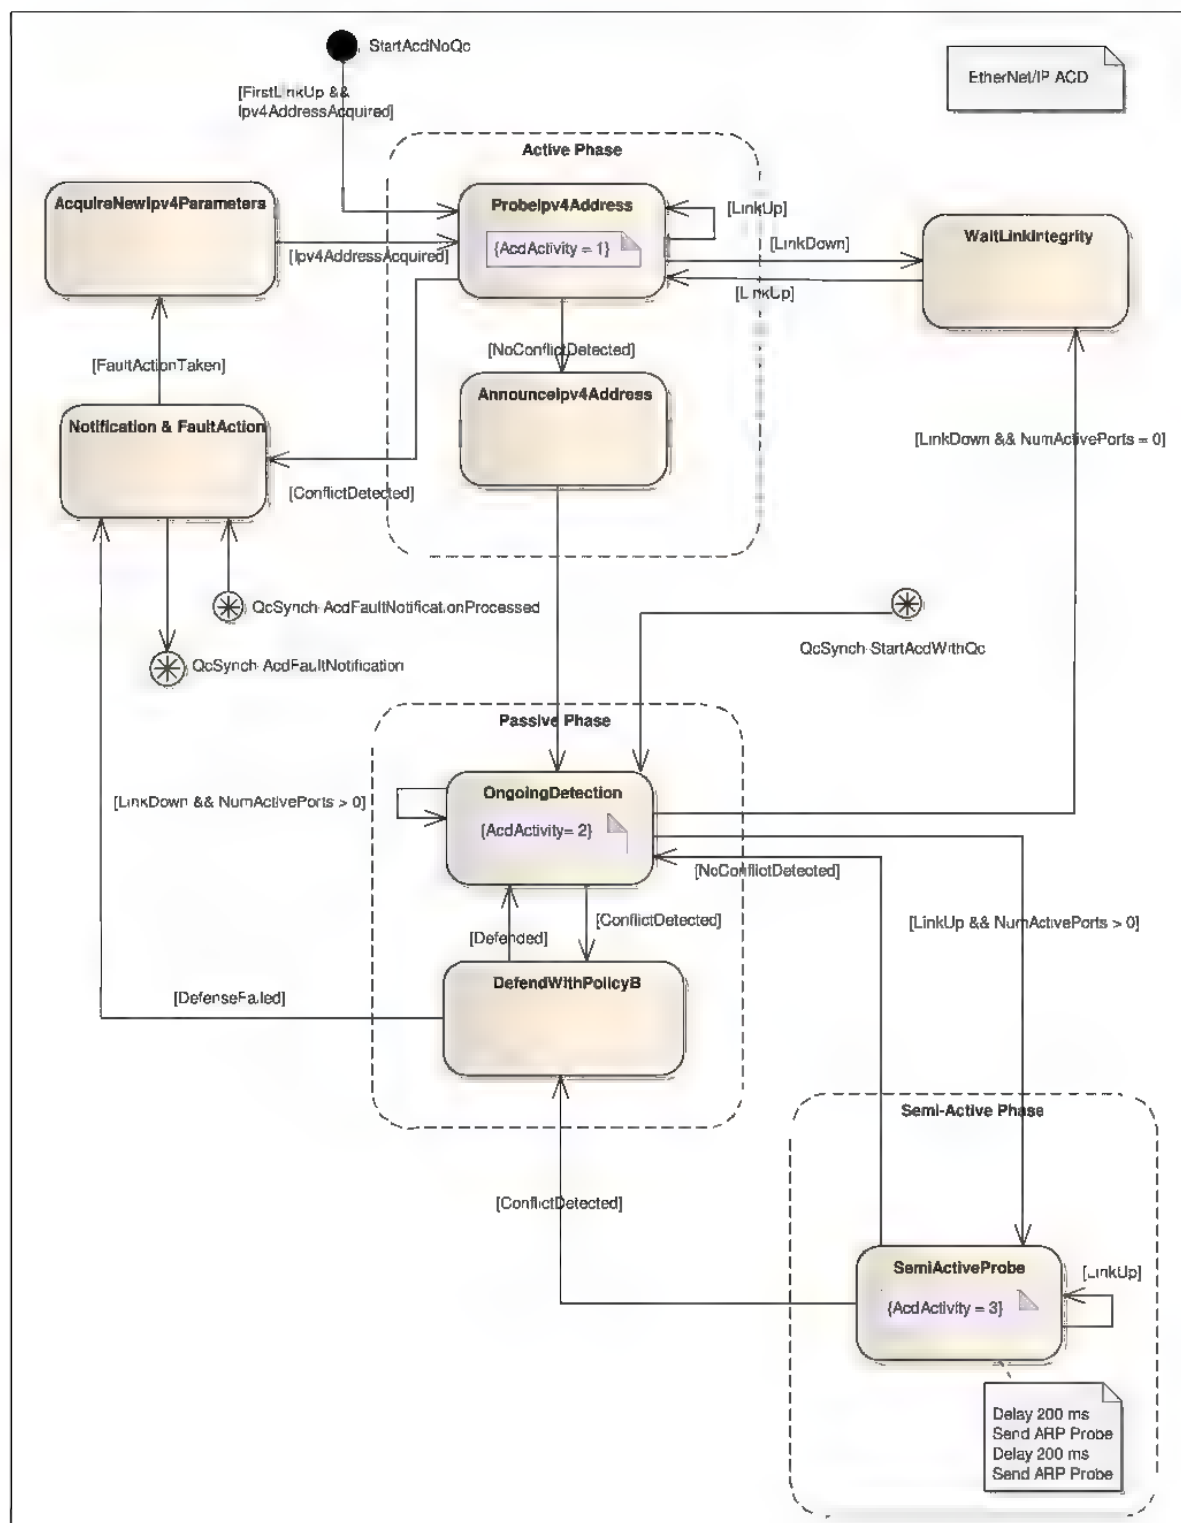 StartAcdNoQc
EtherNet/IP ACD
[FirstLinkUp &&
Ipv4AddressAcquired]
Active Phase
AcquireNewIpv4Parameters
ProbeIpv4Address
[LinkUp]
WaitLinkIntegrity
{AcdActivity = 1}
[LinkDown]
[Ipv4AddressAcquired]
[LinkUp]
[NoConflictDetected]
[FaultActionTaken]
AnnounceIpv4Address
Notification & FaultAction
[LinkDown && NumActivePorts = 0]
[ConflictDetected]
QcSynch-AcdFaultNotificationProcessed
QcSynch-StartAcdWithQc
QcSynch-AcdFaultNotification
Passive Phase
OngoingDetection
[LinkDown && NumActivePorts > 0]
{AcdActivity= 2}
[NoConflictDetected]
[ConflictDetected]
[LinkUp && NumActivePorts > 0]
[Defended]
DefendWithPolicyB
[DefenseFailed]
Semi-Active Phase
[ConflictDetected]
SemiActiveProbe
[LinkUp]
{AcdActivity = 3}
Delay 200 ms
Send ARP Probe
Delay 200 ms
Send ARP Probe